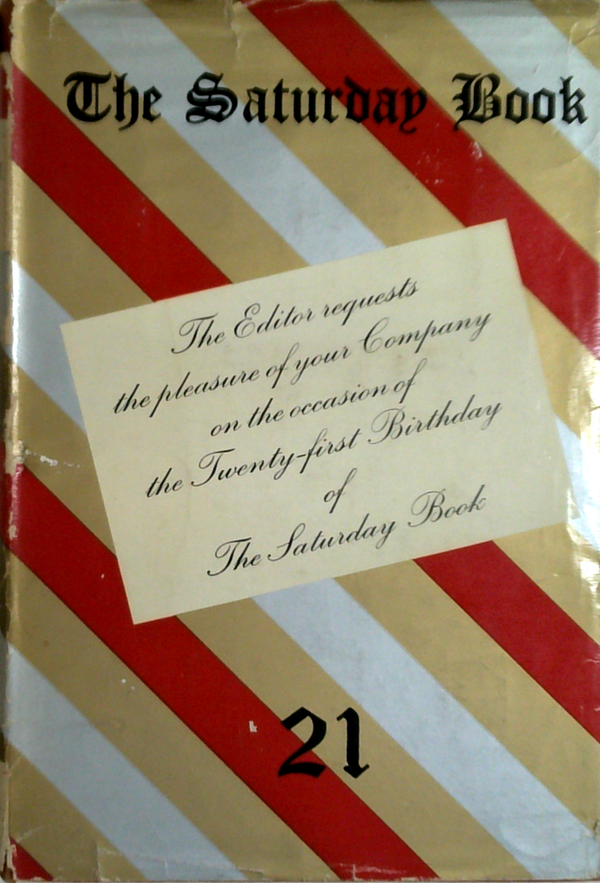 The Saturday Book
The Editor requests
the pleasure of your Company
on the occasion of
the Twenty-first Birthday
of
The Saturday Book
21